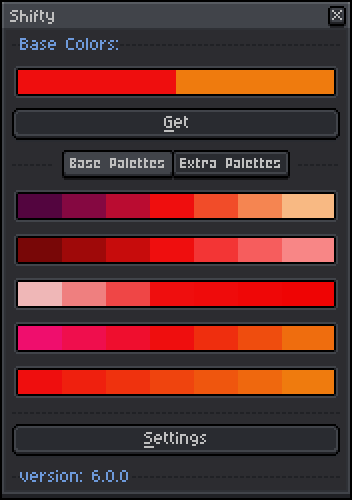 Shifty
Base Colors:
Get
Base Palettes Extra Palettes
Settings
version: 6.0.0